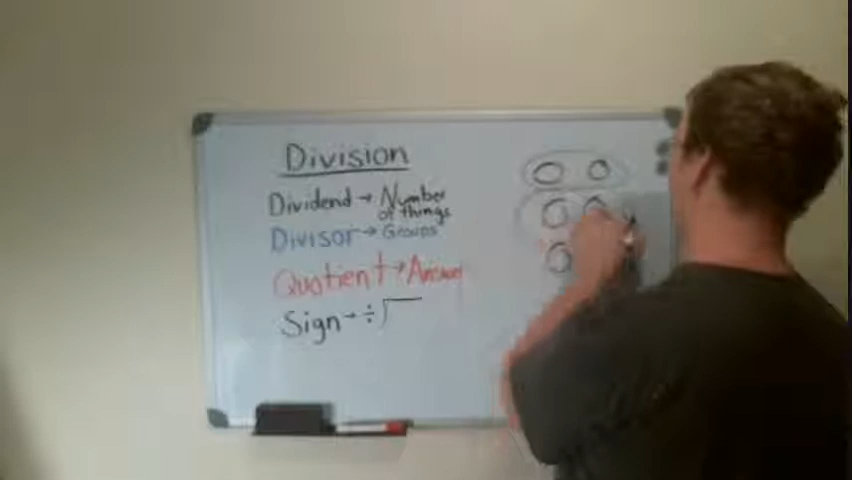 Division
Dividend → Number
of things
Divisor → Groups
Quotient → Answer
Sign → ÷